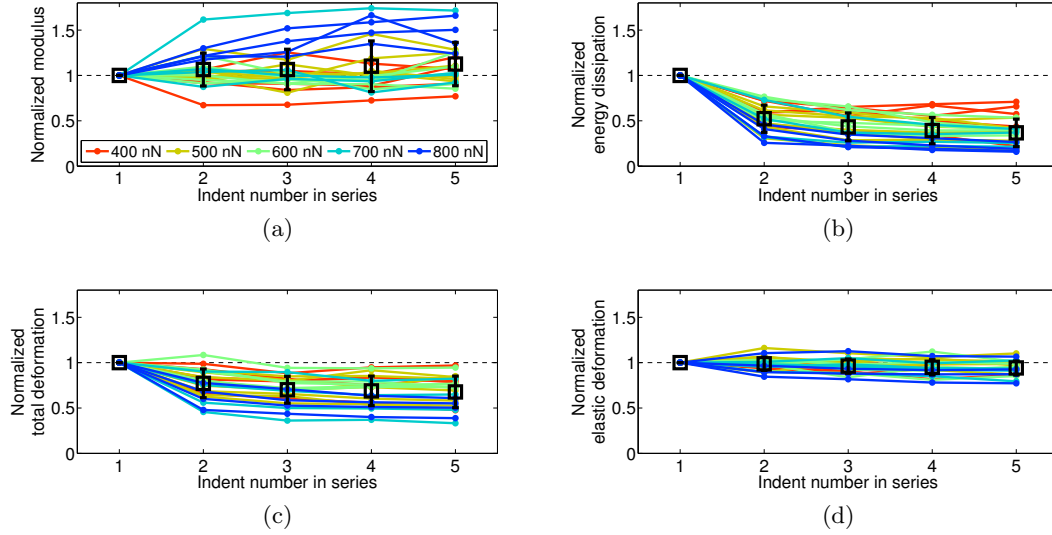 Normalized modulus
1.5
1
0.5
0
400 nN 500 nN 600 nN 700 nN 800 nN
1 2 3 4 5
Indent number in series
(a)
Normalized
energy dissipation
1.5
1
0.5
0
1 2 3 4 5
Indent number in series
(b)
Normalized
total deformation
1.5
1
0.5
0
1 2 3 4 5
Indent number in series
(c)
Normalized
elastic deformation
1.5
1
0.5
0
1 2 3 4 5
Indent number in series
(d)